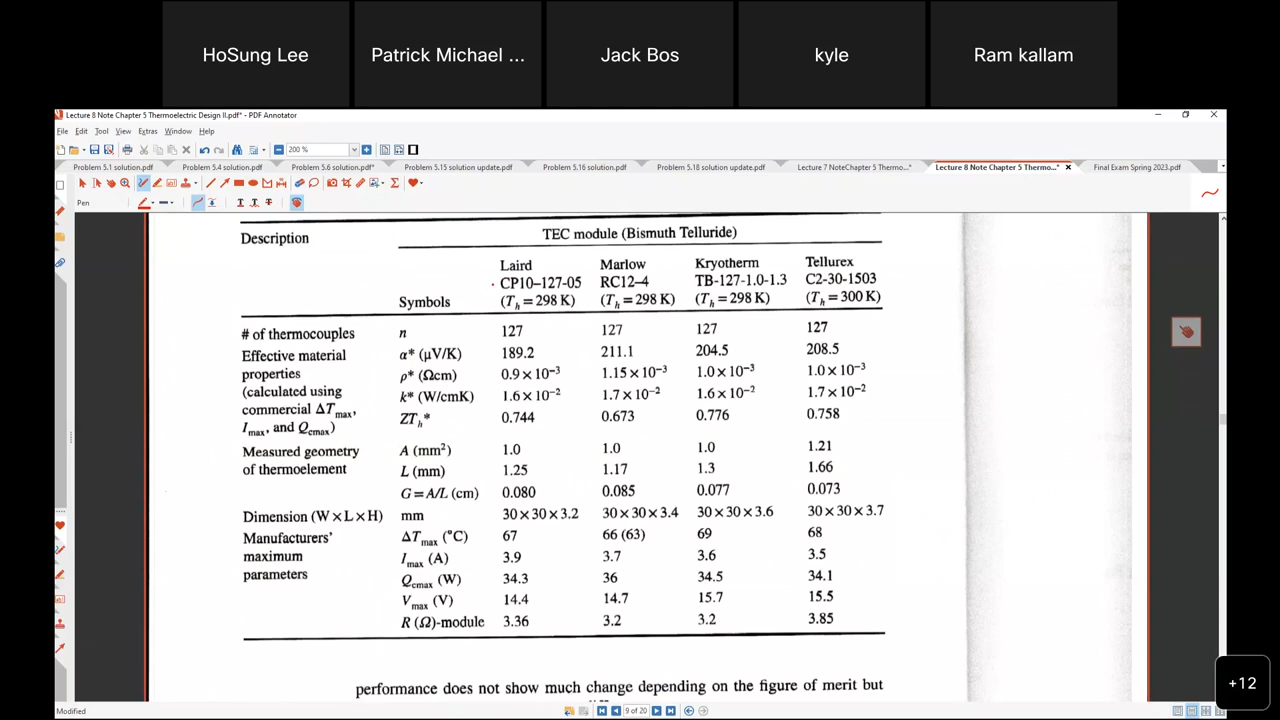 HoSung Lee
Patrick Michael ...
Jack Bos
kyle
Ram kallam
Lecture 8 Note Chapter 5 Thermoelectric Design II.pdf* - PDF Annotator
File Edit Tool View Extras Window Help
200 %
Problem 5.1 solution.pdf Problem 5.4 solution.pdf Problem 5.6 solution.pdf* Problem 5.15 solution update.pdf Problem 5.16 solution.pdf Problem 5.18 solution update.pdf Lecture 7 NoteChapter 5 Thermo...* Lecture 8 Note Chapter 5 Thermo...* Final Exam Spring 2023.pdf
Pen
Description TEC module (Bismuth Telluride)
Laird Marlow Kryotherm Tellurex
CP10–127-05 RC12–4 TB-127-1.0-1.3 C2-30-1503
Symbols (Th = 298 K) (Th = 298 K) (Th = 298 K) (Th = 300 K)
# of thermocouples n 127 127 127 127
Effective material α* (μV/K) 189.2 211.1 204.5 208.5
properties ρ* (Ωcm) 0.9 × 10⁻³ 1.15 × 10⁻³ 1.0 × 10⁻³ 1.0 × 10⁻³
(calculated using k* (W/cmK) 1.6 × 10⁻² 1.7 × 10⁻² 1.6 × 10⁻² 1.7 × 10⁻²
commercial ΔTmax, ZTh* 0.744 0.673 0.776 0.758
Imax, and Qcmax)
Measured geometry A (mm²) 1.0 1.0 1.0 1.21
of thermoelement L (mm) 1.25 1.17 1.3 1.66
G = A/L (cm) 0.080 0.085 0.077 0.073
Dimension (W × L × H) mm 30 × 30 × 3.2 30 × 30 × 3.4 30 × 30 × 3.6 30 × 30 × 3.7
Manufacturers' ΔTmax (°C) 67 66 (63) 69 68
maximum Imax (A) 3.9 3.7 3.6 3.5
parameters Qcmax (W) 34.3 36 34.5 34.1
Vmax (V) 14.4 14.7 15.7 15.5
R (Ω)-module 3.36 3.2 3.2 3.85
performance does not show much change depending on the figure of merit but
Modified
9 of 20
+12